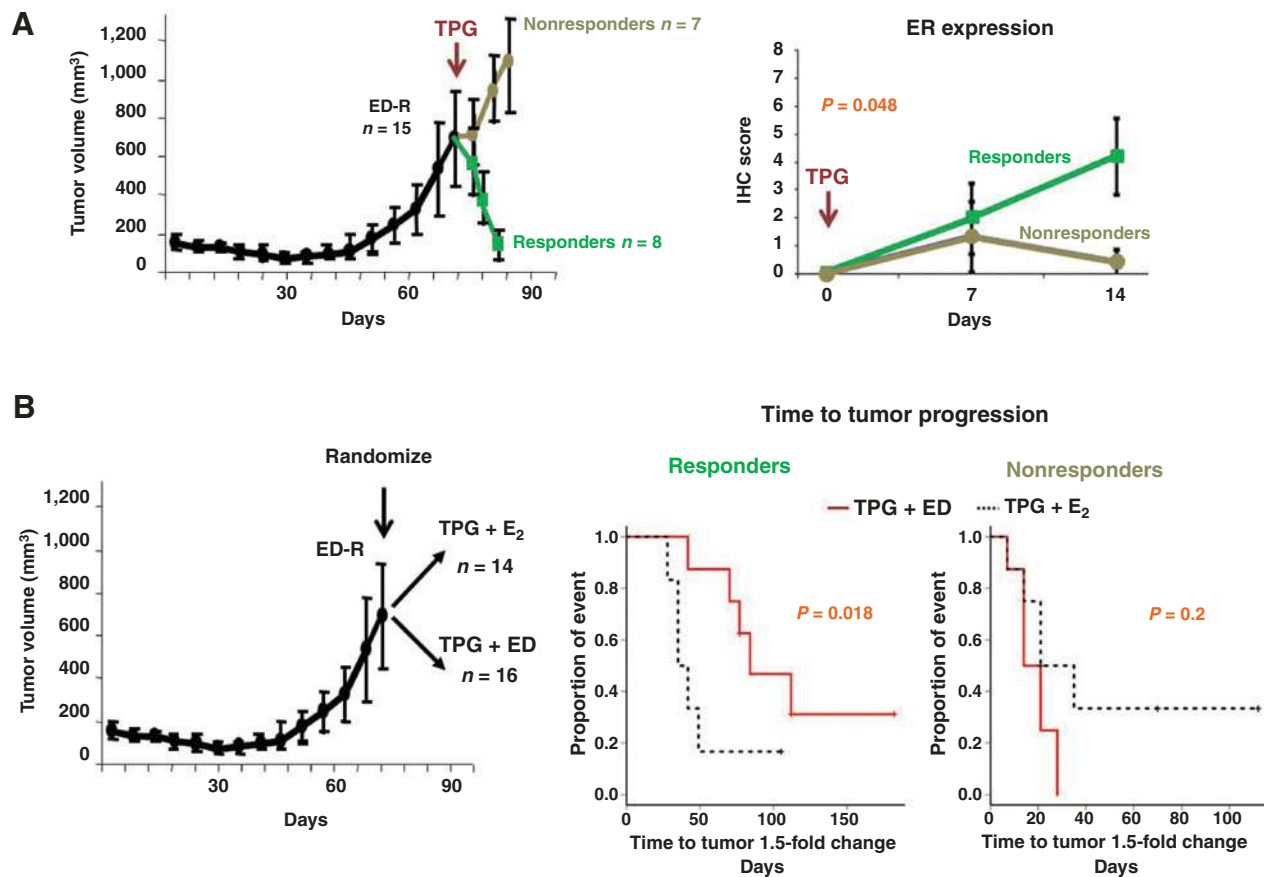 A
Tumor volume (mm³)
1,200
1,000
800
600
400
200
0
30
60
90
Days
TPG
ED-R
n = 15
Nonresponders n = 7
Responders n = 8
ER expression
IHC score
8
7
6
5
4
3
2
1
0
P = 0.048
TPG
Responders
Nonresponders
0
7
14
Days
B
Tumor volume (mm³)
1,200
1,000
800
600
400
200
0
30
60
90
Days
Randomize
ED-R
TPG + E₂
n = 14
TPG + ED
n = 16
Time to tumor progression
Responders
Nonresponders
TPG + ED
TPG + E₂
Proportion of event
1.0
0.8
0.6
0.4
0.2
0.0
P = 0.018
0
50
100
150
Time to tumor 1.5-fold change
Days
Proportion of event
1.0
0.8
0.6
0.4
0.2
0.0
P = 0.2
0
20
40
60
80
100
Time to tumor 1.5-fold change
Days